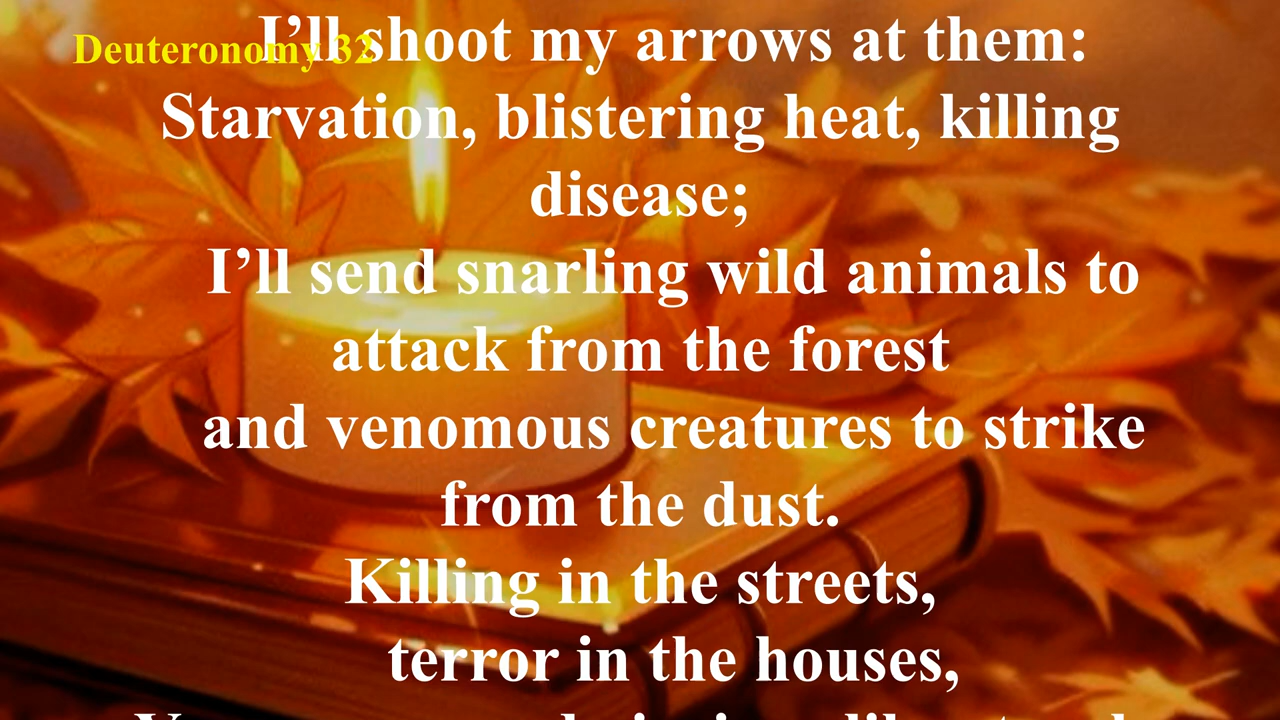 Deuteronomy 32
I’ll shoot my arrows at them:
Starvation, blistering heat, killing
disease;
I’ll send snarling wild animals to
attack from the forest
and venomous creatures to strike
from the dust.
Killing in the streets,
terror in the houses,